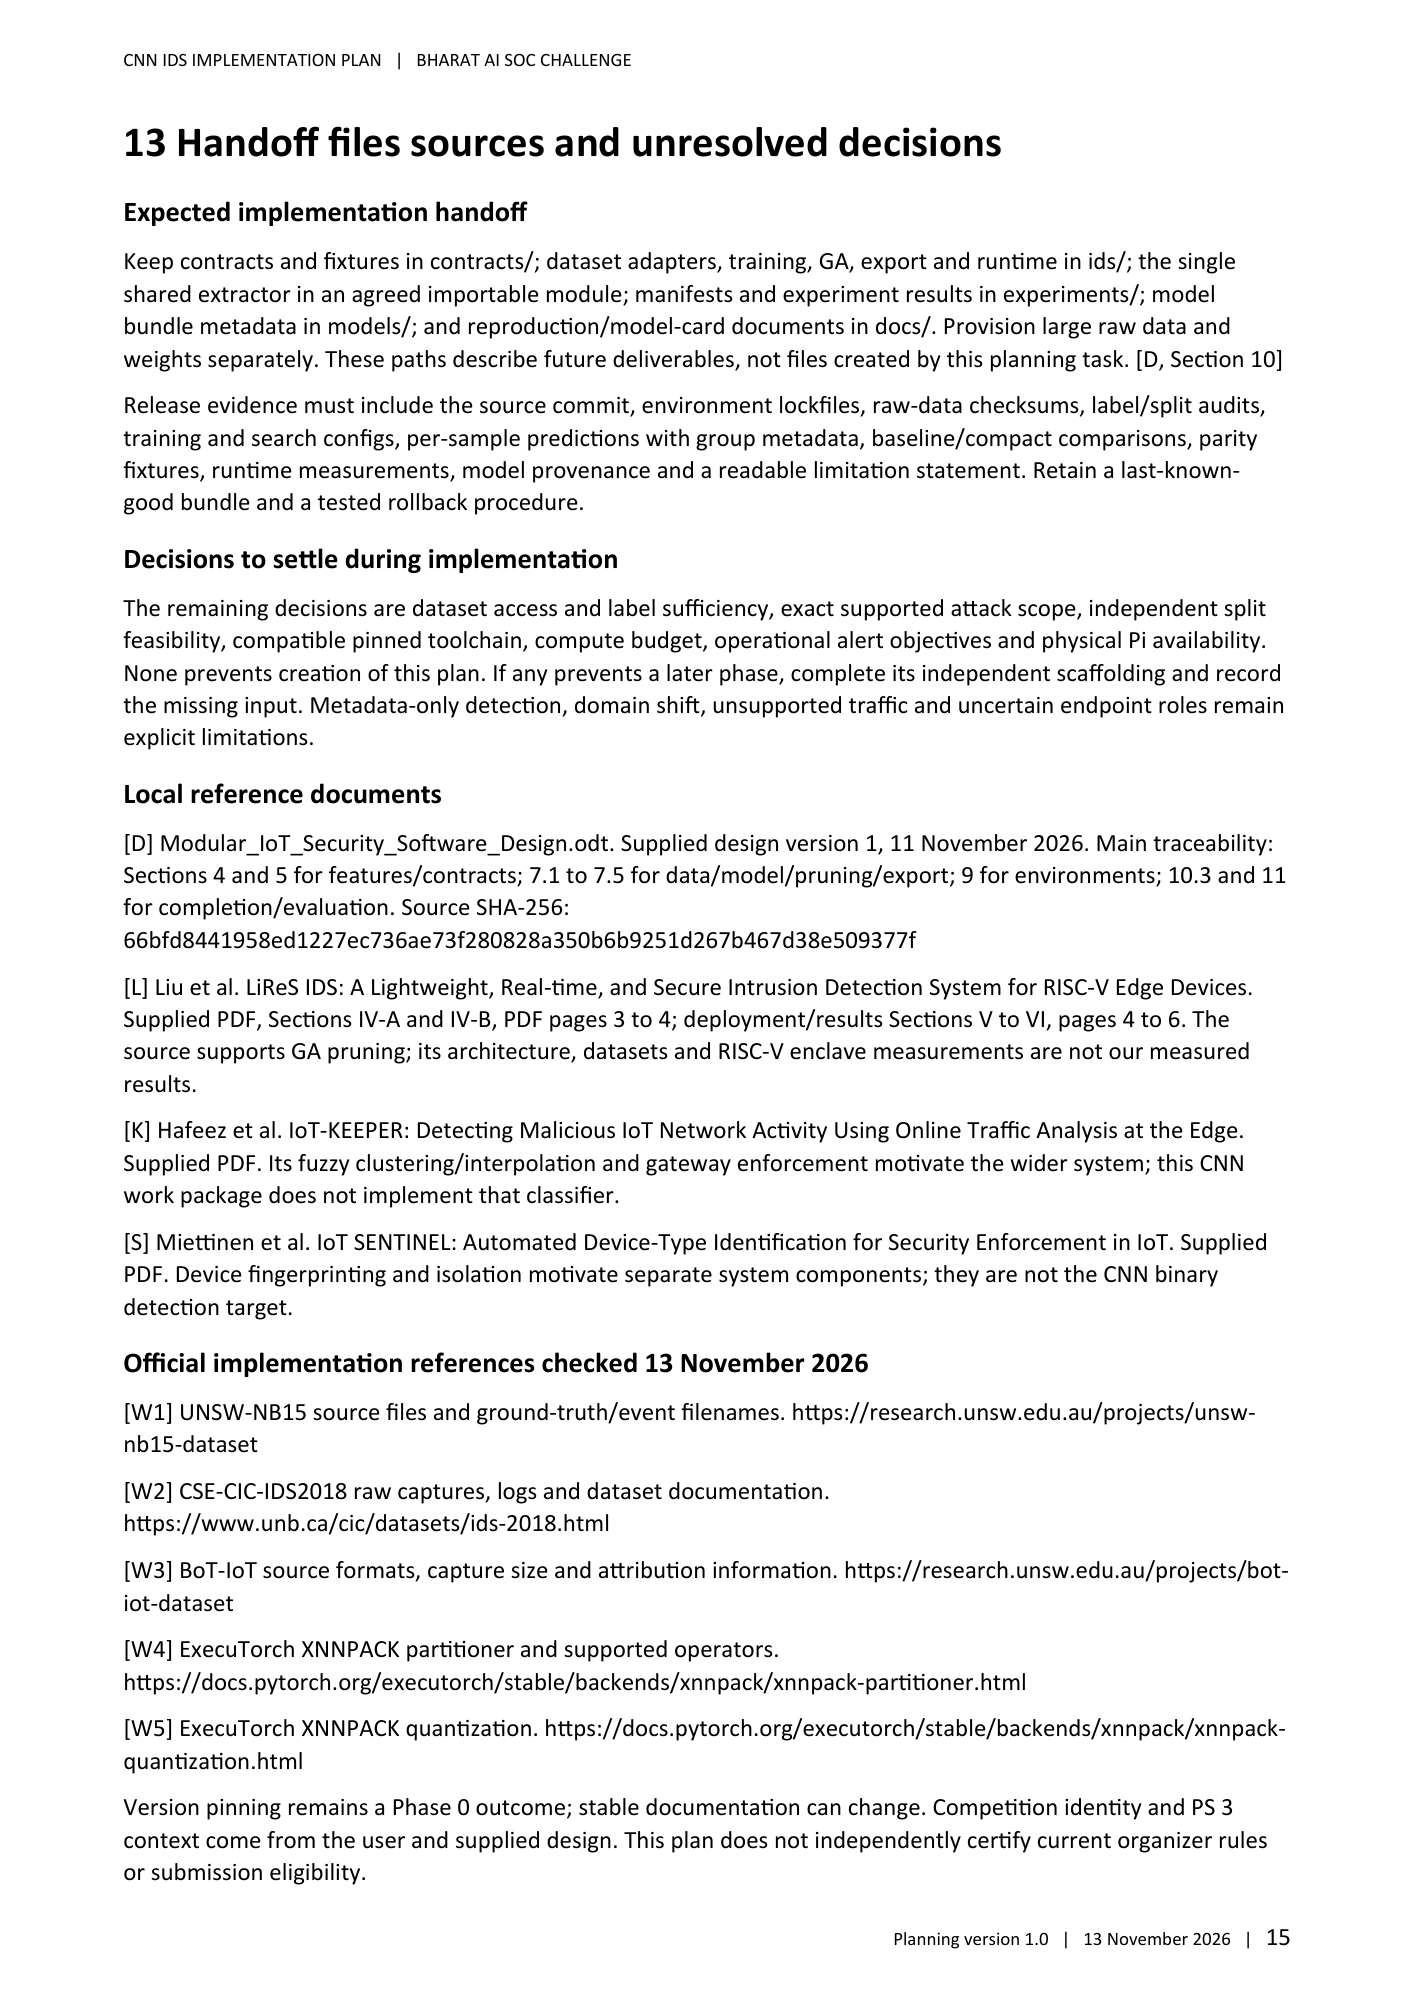 CNN IDS IMPLEMENTATION PLAN | BHARAT AI SOC CHALLENGE
13 Handoff files sources and unresolved decisions
Expected implementation handoff
Keep contracts and fixtures in contracts/; dataset adapters, training, GA, export and runtime in ids/; the single
shared extractor in an agreed importable module; manifests and experiment results in experiments/; model
bundle metadata in models/; and reproduction/model-card documents in docs/. Provision large raw data and
weights separately. These paths describe future deliverables, not files created by this planning task. [D, Section 10]
Release evidence must include the source commit, environment lockfiles, raw-data checksums, label/split audits,
training and search configs, per-sample predictions with group metadata, baseline/compact comparisons, parity
fixtures, runtime measurements, model provenance and a readable limitation statement. Retain a last-known-
good bundle and a tested rollback procedure.
Decisions to settle during implementation
The remaining decisions are dataset access and label sufficiency, exact supported attack scope, independent split
feasibility, compatible pinned toolchain, compute budget, operational alert objectives and physical Pi availability.
None prevents creation of this plan. If any prevents a later phase, complete its independent scaffolding and record
the missing input. Metadata-only detection, domain shift, unsupported traffic and uncertain endpoint roles remain
explicit limitations.
Local reference documents
[D] Modular_IoT_Security_Software_Design.odt. Supplied design version 1, 11 November 2026. Main traceability:
Sections 4 and 5 for features/contracts; 7.1 to 7.5 for data/model/pruning/export; 9 for environments; 10.3 and 11
for completion/evaluation. Source SHA-256:
66bfd8441958ed1227ec736ae73f280828a350b6b9251d267b467d38e509377f
[L] Liu et al. LiReS IDS: A Lightweight, Real-time, and Secure Intrusion Detection System for RISC-V Edge Devices.
Supplied PDF, Sections IV-A and IV-B, PDF pages 3 to 4; deployment/results Sections V to VI, pages 4 to 6. The
source supports GA pruning; its architecture, datasets and RISC-V enclave measurements are not our measured
results.
[K] Hafeez et al. IoT-KEEPER: Detecting Malicious IoT Network Activity Using Online Traffic Analysis at the Edge.
Supplied PDF. Its fuzzy clustering/interpolation and gateway enforcement motivate the wider system; this CNN
work package does not implement that classifier.
[S] Miettinen et al. IoT SENTINEL: Automated Device-Type Identification for Security Enforcement in IoT. Supplied
PDF. Device fingerprinting and isolation motivate separate system components; they are not the CNN binary
detection target.
Official implementation references checked 13 November 2026
[W1] UNSW-NB15 source files and ground-truth/event filenames. https://research.unsw.edu.au/projects/unsw-
nb15-dataset
[W2] CSE-CIC-IDS2018 raw captures, logs and dataset documentation.
https://www.unb.ca/cic/datasets/ids-2018.html
[W3] BoT-IoT source formats, capture size and attribution information. https://research.unsw.edu.au/projects/bot-
iot-dataset
[W4] ExecuTorch XNNPACK partitioner and supported operators.
https://docs.pytorch.org/executorch/stable/backends/xnnpack/xnnpack-partitioner.html
[W5] ExecuTorch XNNPACK quantization. https://docs.pytorch.org/executorch/stable/backends/xnnpack/xnnpack-
quantization.html
Version pinning remains a Phase 0 outcome; stable documentation can change. Competition identity and PS 3
context come from the user and supplied design. This plan does not independently certify current organizer rules
or submission eligibility.
Planning version 1.0 | 13 November 2026 | 15